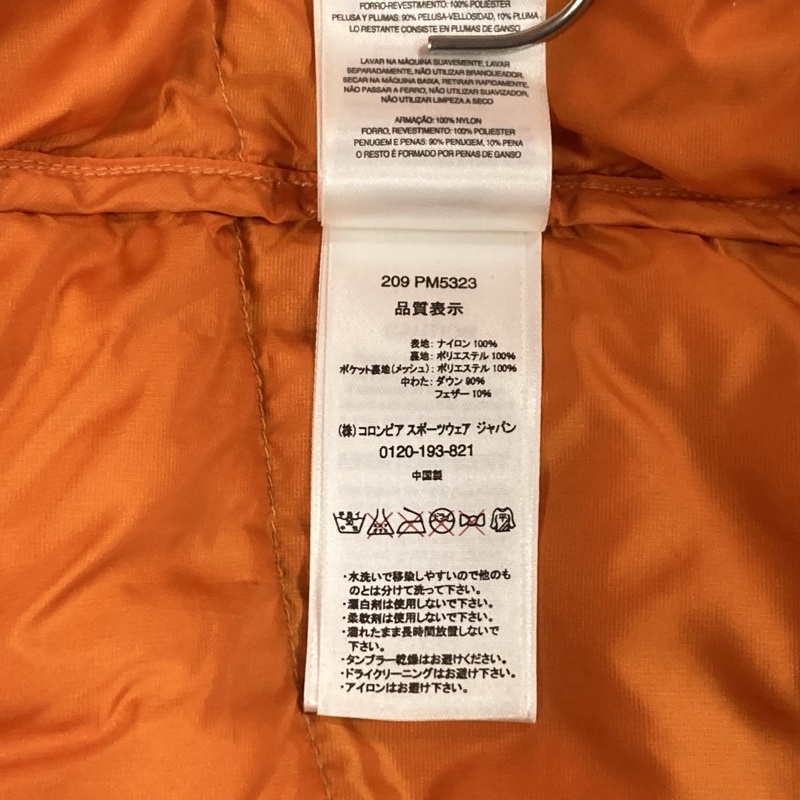 FORRO-REVESTIMIENTO: 100% POLIESTER
PELUSA Y PLUMAS: 90% PELUSA-VELLOSIDAD, 10% PLUMA
LO RESTANTE CONSISTE EN PLUMAS DE GANSO
LAVAR NA MÁQUINA SUAVEMENTE, LAVAR
SEPARADAMENTE, NÃO UTILIZAR BRANQUEADOR,
SECAR NA MÁQUINA BAIXA, RETIRAR RAPIDAMENTE,
NÃO PASSAR A FERRO, NÃO UTILIZAR SUAVIZADOR,
NÃO UTILIZAR LIMPEZA A SECO
ARMAÇÃO: 100% NYLON
FORRO, REVESTIMENTO: 100% POLIESTER
PENUGEM E PENAS: 90% PENUGEM, 10% PENA
O RESTO É FORMADO POR PENAS DE GANSO
209 PM5323
品質表示
表地: ナイロン 100%
裏地: ポリエステル 100%
ポケット裏地(メッシュ): ポリエステル 100%
中わた: ダウン 90%
フェザー 10%
(株)コロンビア スポーツウェア ジャパン
0120-193-821
中国製
・水洗いで移染しやすいので他のも
のとは分けて洗って下さい。
・漂白剤は使用しないで下さい。
・柔軟剤は使用しないで下さい。
・濡れたまま長時間放置しないで
下さい。
・タンブラー乾燥はお避けください。
・ドライクリーニングはお避け下さい。
・アイロンはお避け下さい。